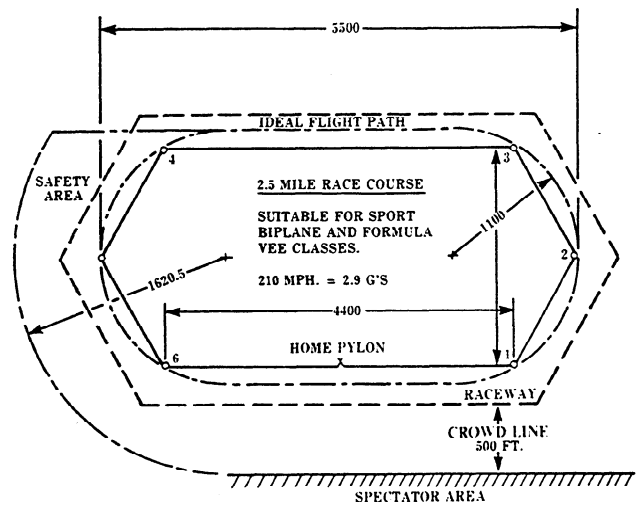 5500
IDEAL FLIGHT PATH
4
3
SAFETY
AREA
2.5 MILE RACE COURSE
SUITABLE FOR SPORT
BIPLANE AND FORMULA
VEE CLASSES.
1100
2
210 MPH. = 2.9 G'S
1620.5
4400
HOME PYLON
6
1
RACEWAY
CROWD LINE
500 FT.
SPECTATOR AREA